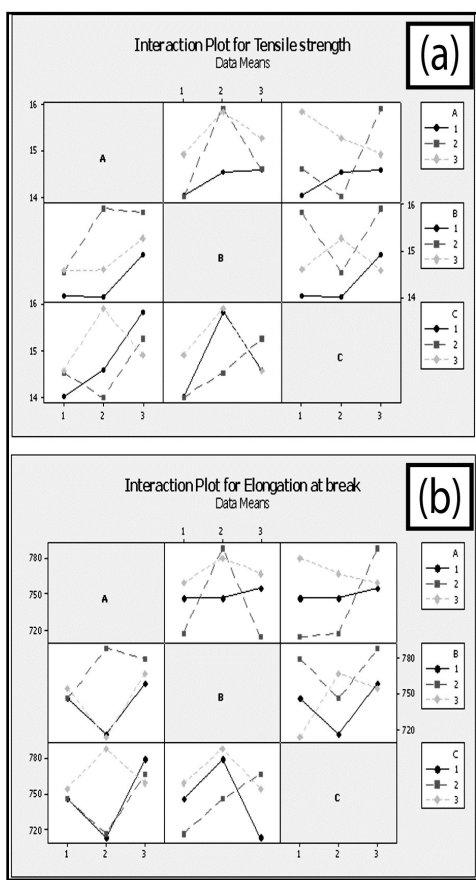 Interaction Plot for Tensile strength
Data Means
(a)
1 2 3
16
15
14
A
A
1
2
3
B
16
15
14
B
1
2
3
16
15
14
C
C
1
2
3
1 2 3
1 2 3
Interaction Plot for Elongation at break
Data Means
(b)
1 2 3
780
750
720
A
A
1
2
3
B
780
750
720
B
1
2
3
780
750
720
C
C
1
2
3
1 2 3
1 2 3